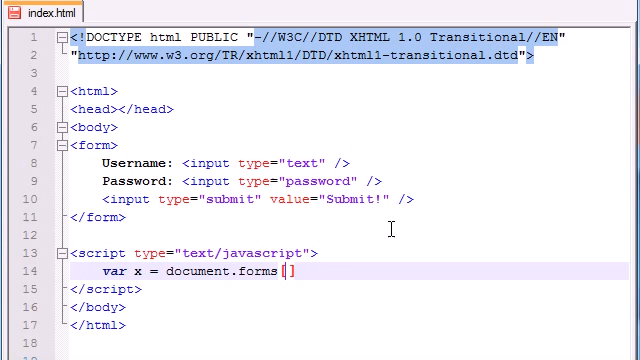 index.html
1 <!DOCTYPE html PUBLIC "-//W3C//DTD XHTML 1.0 Transitional//EN"
2 "http://www.w3.org/TR/xhtml1/DTD/xhtml1-transitional.dtd">
3
4 <html>
5 <head></head>
6 <body>
7 <form>
8 Username: <input type="text" />
9 Password: <input type="password" />
10 <input type="submit" value="Submit!" />
11 </form>
12
13 <script type="text/javascript">
14 var x = document.forms[]
15 </script>
16 </body>
17 </html>
18